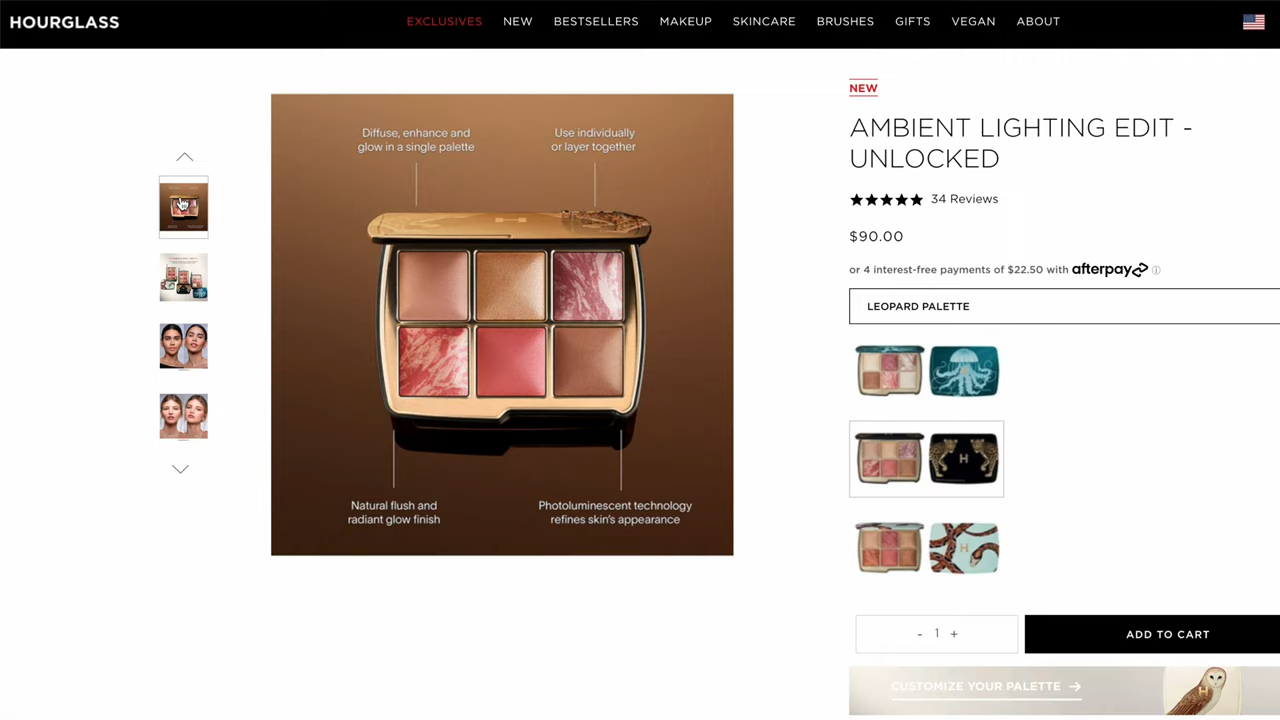 HOURGLASS
EXCLUSIVES NEW BESTSELLERS MAKEUP SKINCARE BRUSHES GIFTS VEGAN ABOUT
Diffuse, enhance and
glow in a single palette
Use individually
or layer together
H
Natural flush and
radiant glow finish
Photoluminescent technology
refines skin's appearance
NEW
AMBIENT LIGHTING EDIT -
UNLOCKED
34 Reviews
$90.00
or 4 interest-free payments of $22.50 with afterpay
LEOPARD PALETTE
H
H
- 1 +
ADD TO CART
CUSTOMIZE YOUR PALETTE →
H